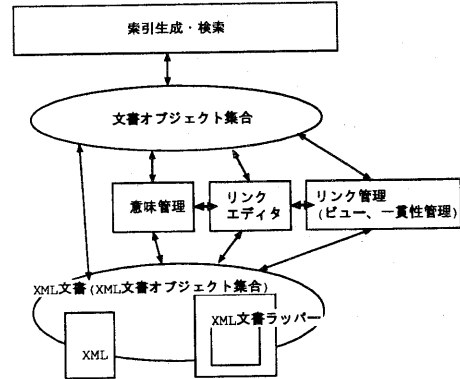 索引生成・検索
文書オブジェクト集合
意味管理
リンク
エディタ
リンク管理
(ビュー、一貫性管理)
XML文書(XML文書オブジェクト集合)
XML文書ラッパー
XML